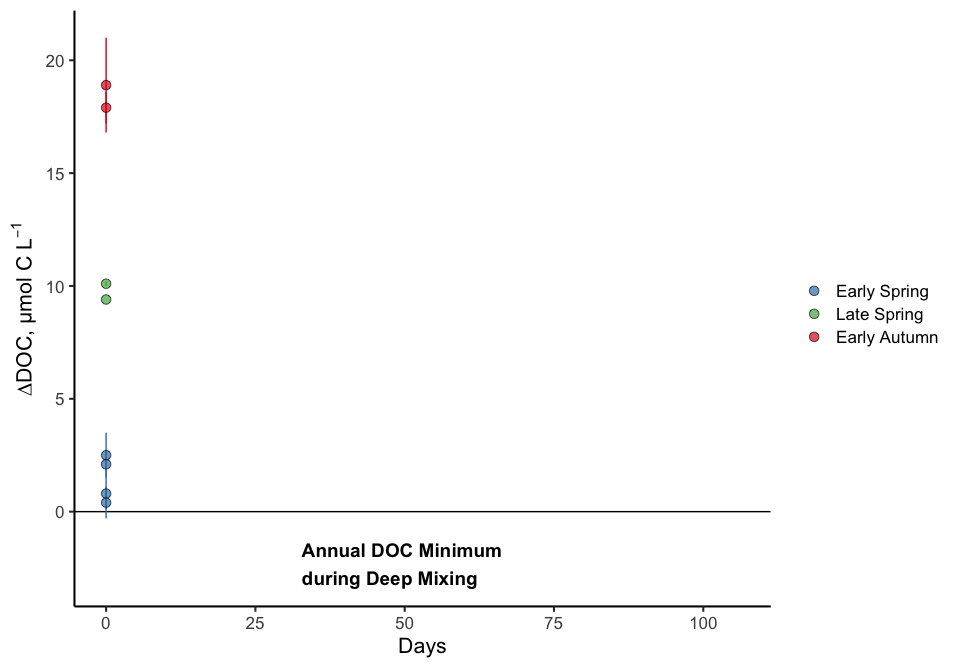 20
15
10
5
0
ΔDOC, µmol C L⁻¹
Annual DOC Minimum
during Deep Mixing
0 25 50 75 100
Days
Early Spring
Late Spring
Early Autumn